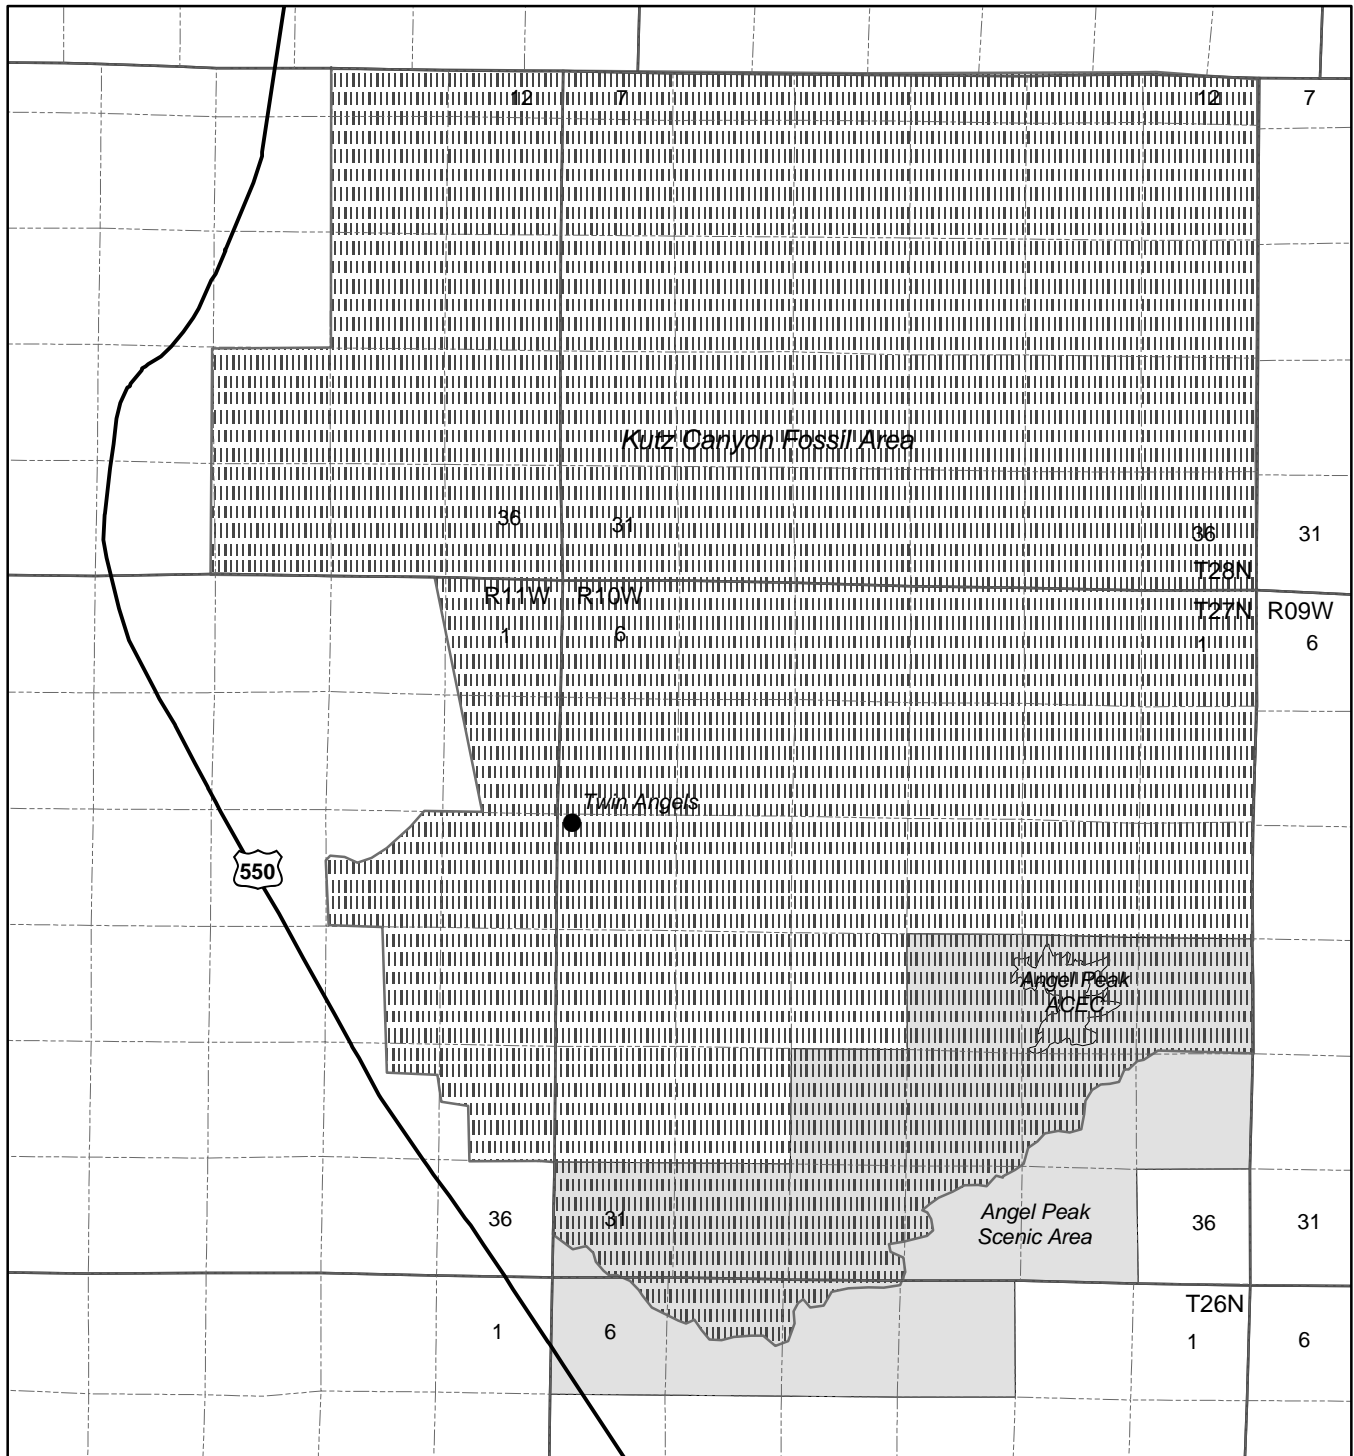 12 7 12 7
Kutz Canyon Fossil Area
36 31 36 31
T28N
R11W R10W T27N R09W
1 6 1 6
Twin Angels
550
Angel Peak
ACEC
36 31 36 31
Angel Peak
Scenic Area
T26N
1 6 1 6